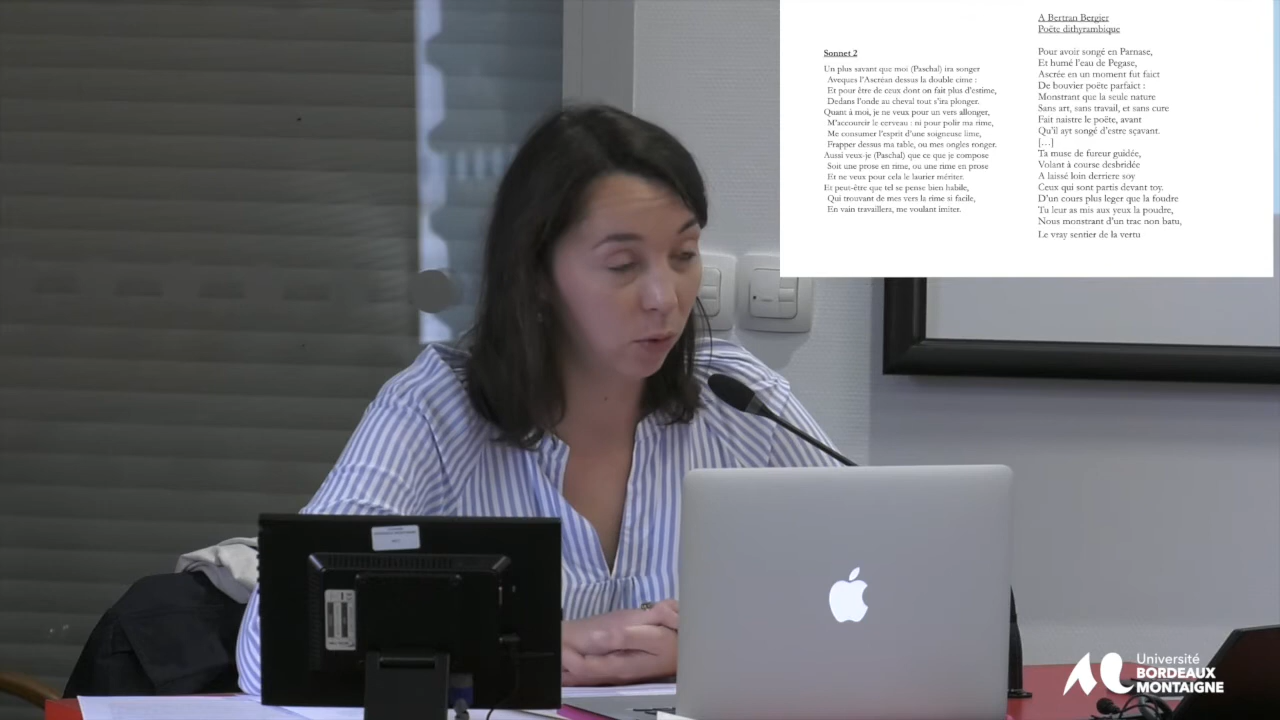 Sonnet 2
Un plus savant que moi (Paschal) ira songer
Aveques l'Ascréan dessus la double cime :
Et pour être de ceux dont on fait plus d'estime,
Dedans l'onde au cheval tout s'ira plonger.
Quant à moi, je ne veux pour un vers allonger,
M'accourcir le cerveau : ni pour polir ma rime,
Me consumer l'esprit d'une soigneuse lime,
Frapper dessus ma table, ou mes ongles ronger.
Aussi veux-je (Paschal) que ce que je compose
Soit une prose en rime, ou une rime en prose
Et ne veux pour cela le laurier mériter.
Et peut-être que tel se pense bien habile,
Qui trouvant de mes vers la rime si facile,
En vain travaillera, me voulant imiter.
A Bertran Bergier
Poëte dithyrambique
Pour avoir songé en Parnase,
Et humé l'eau de Pegase,
Ascrée en un moment fut faict
De bouvier poëte parfaict :
Monstrant que la seule nature
Sans art, sans travail, et sans cure
Fait naistre le poëte, avant
Qu'il ayt songé d'estre sçavant.
[…]
Ta muse de fureur guidée,
Volant à course desbridée
A laissé loin derriere soy
Ceux qui sont partis devant toy.
D'un cours plus leger que la foudre
Tu leur as mis aux yeux la poudre,
Nous monstrant d'un trac non batu,
Le vray sentier de la vertu
Université
BORDEAUX
MONTAIGNE